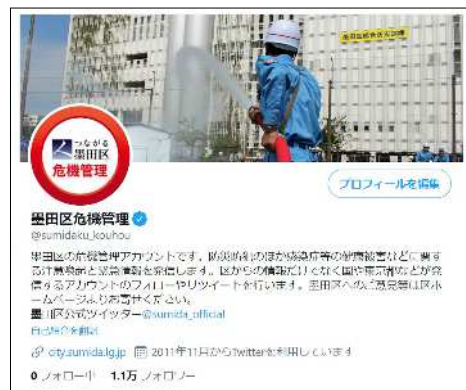 つながる
墨田区
危機管理
プロフィールを編集
墨田区危機管理
@sumidaku_kouhou
墨田区の危機管理アカウントです。防災防犯のほか感染症等の健康被害などに関す
る注意喚起と緊急情報を発信します。区からの情報だけでなく国や東京都などが発
信するアカウントのフォローやリツイートを行います。墨田区へのご意見等は区ホ
ームページよりお寄せください。
墨田区公式ツイッター@sumida_official
自己紹介を翻訳
city.sumida.lg.jp 2011年11月からTwitterを利用しています
0 フォロー中 1.1万 フォロワー